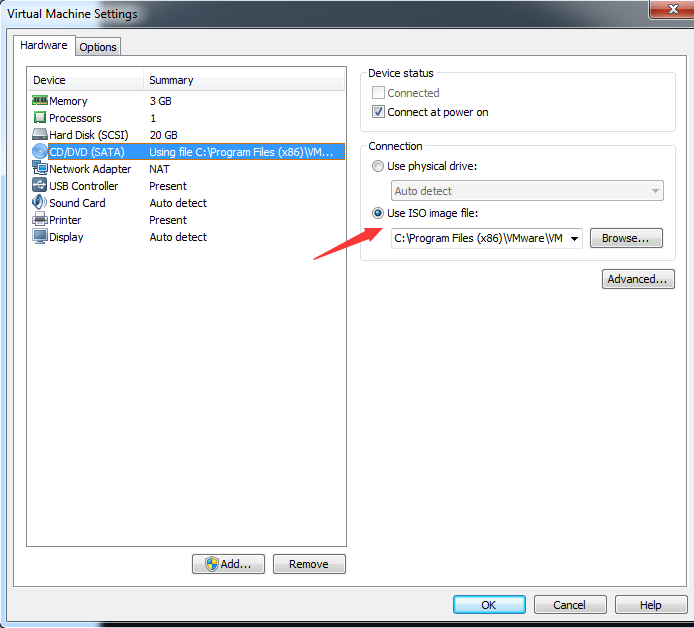 Virtual Machine Settings
Hardware
Options
Device Summary
Memory 3 GB
Processors 1
Hard Disk (SCSI) 20 GB
CD/DVD (SATA) Using file C:\Program Files (x86)\VM...
Network Adapter NAT
USB Controller Present
Sound Card Auto detect
Printer Present
Display Auto detect
Add...
Remove
Device status
Connected
Connect at power on
Connection
Use physical drive:
Auto detect
Use ISO image file:
C:\Program Files (x86)\VMware\VM
Browse...
Advanced...
OK
Cancel
Help